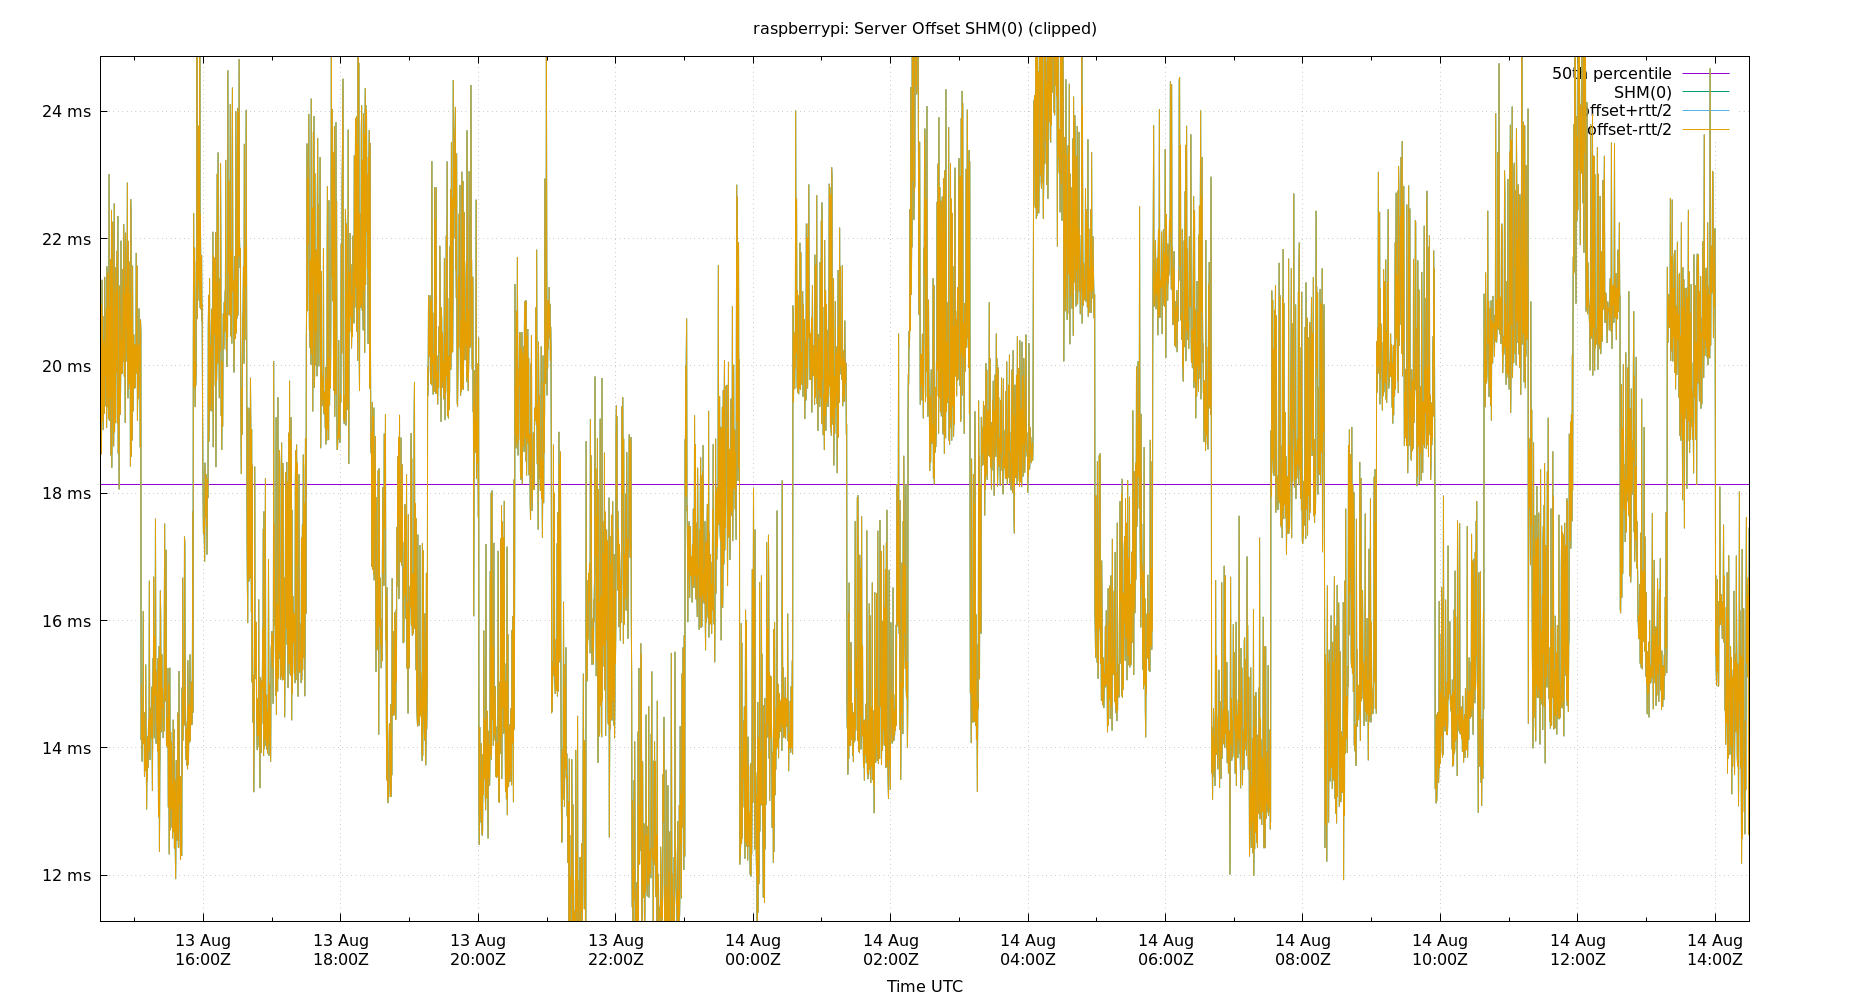 raspberrypi: Server Offset SHM(0) (clipped)
50th percentile
SHM(0)
offset+rtt/2
offset-rtt/2
24 ms
22 ms
20 ms
18 ms
16 ms
14 ms
12 ms
13 Aug 13 Aug 13 Aug 13 Aug 14 Aug 14 Aug 14 Aug 14 Aug 14 Aug 14 Aug 14 Aug 14 Aug
16:00Z 18:00Z 20:00Z 22:00Z 00:00Z 02:00Z 04:00Z 06:00Z 08:00Z 10:00Z 12:00Z 14:00Z
Time UTC